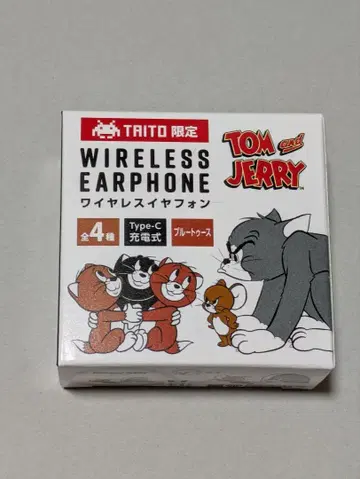 TAITO 限定
WIRELESS
EARPHONE
ワイヤレスイヤフォン
全4種
Type-C
充電式
ブルートゥース
TOM and
JERRY